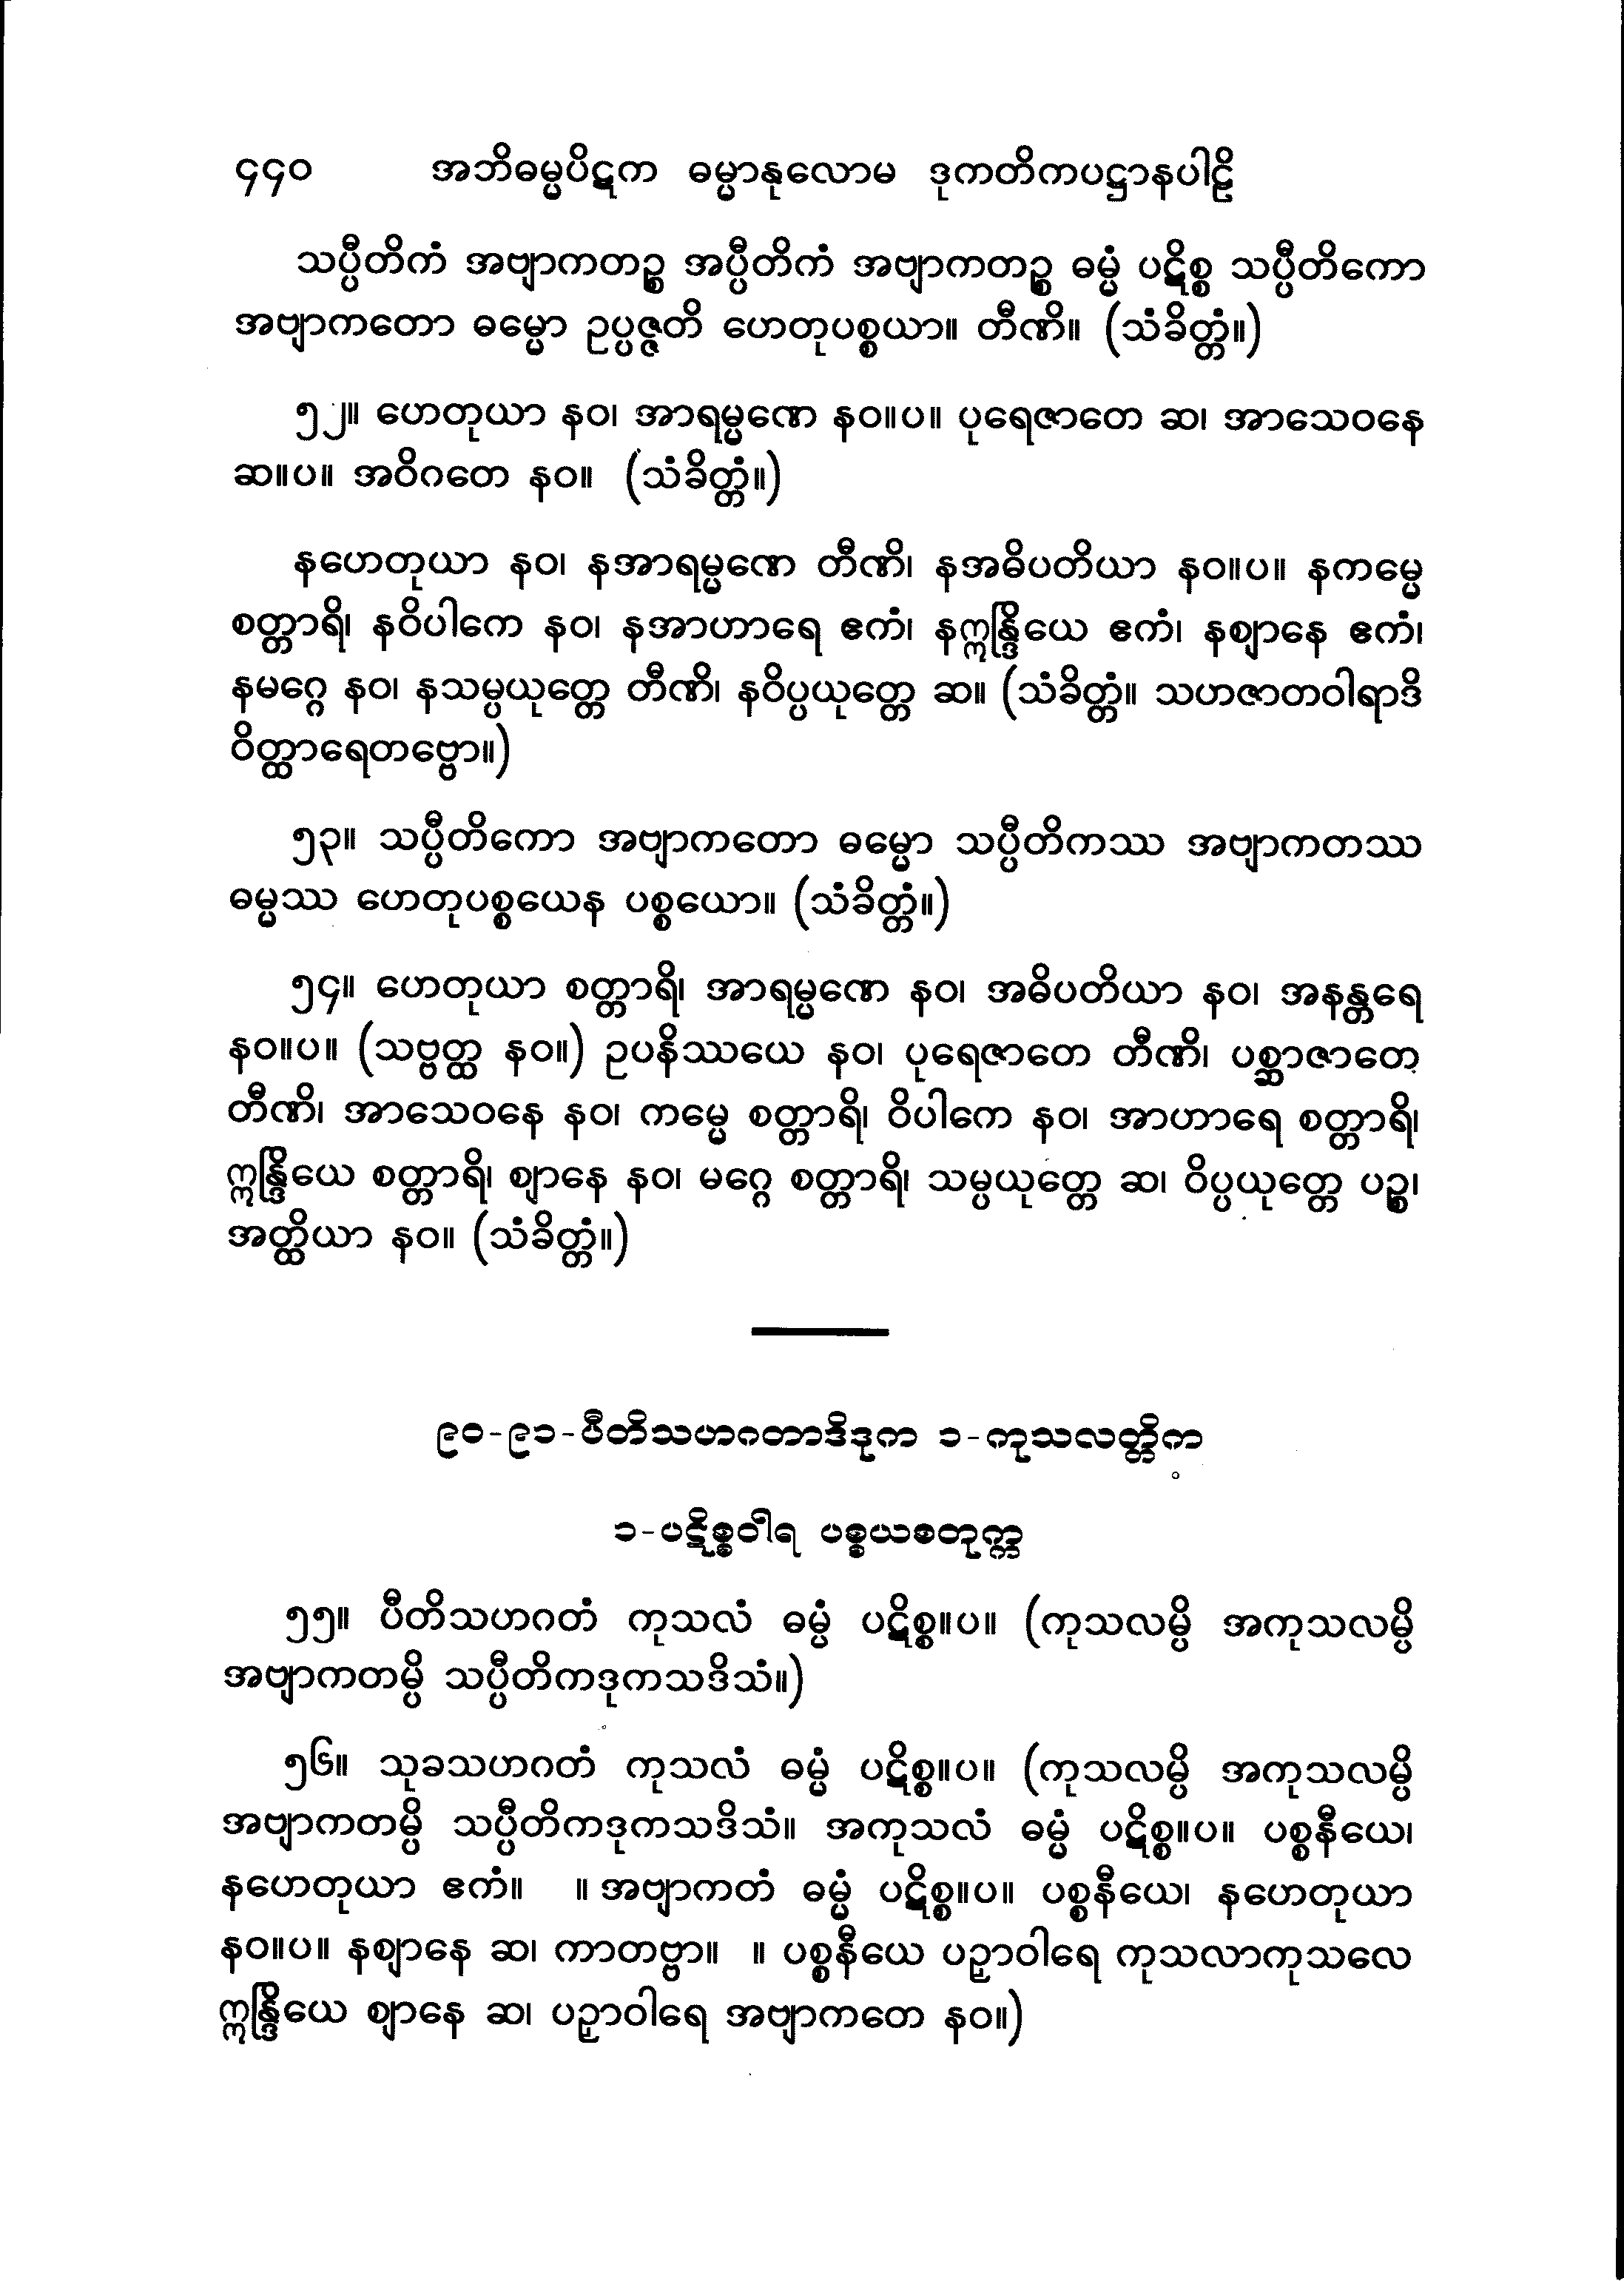 ၄၄၀ အဘိဓမ္မပိဋက ဓမ္မာနုလောမ ဒုကတိကပဋ္ဌာနပါဠိ
သပ္ပီတိကံ အဗျာကတဉ္စ အပ္ပီတိကံ အဗျာကတဉ္စ ဓမ္မံ ပဋိစ္စ သပ္ပီတိကော
အဗျာကတော ဓမ္မော ဥပ္ပဇ္ဇတိ ဟေတုပစ္စယာ။ တီဏိ။ (သံခိတ္တံ။)
၅၂။ ဟေတုယာ နဝ၊ အာရမ္မဏေ နဝ။ပ။ ပုရေဇာတေ ဆ၊ အာသေဝနေ
ဆ။ပ။ အဝိဂတေ နဝ။ (သံခိတ္တံ။)
နဟေတုယာ နဝ၊ နအာရမ္မဏေ တီဏိ၊ နအဓိပတိယာ နဝ။ပ။ နကမ္မေ
စတ္တာရိ၊ နဝိပါကေ နဝ၊ နအာဟာရေ ဧကံ၊ နဣန္ဒြိယေ ဧကံ၊ နဈာနေ ဧကံ၊
နမဂ္ဂေ နဝ၊ နသမ္ပယုတ္တေ တီဏိ၊ နဝိပ္ပယုတ္တေ ဆ။ (သံခိတ္တံ။ သဟဇာတဝါရာဒိ
ဝိတ္ထာရေတဗ္ဗော။)
၅၃။ သပ္ပီတိကော အဗျာကတော ဓမ္မော သပ္ပီတိကဿ အဗျာကတဿ
ဓမ္မဿ ဟေတုပစ္စယေန ပစ္စယော။ (သံခိတ္တံ။)
၅၄။ ဟေတုယာ စတ္တာရိ၊ အာရမ္မဏေ နဝ၊ အဓိပတိယာ နဝ၊ အနန္တရေ
နဝ။ပ။ (သဗ္ဗတ္ထ နဝ။) ဥပနိဿယေ နဝ၊ ပုရေဇာတေ တီဏိ၊ ပစ္ဆာဇာတေ
တီဏိ၊ အာသေဝနေ နဝ၊ ကမ္မေ စတ္တာရိ၊ ဝိပါကေ နဝ၊ အာဟာရေ စတ္တာရိ၊
ဣန္ဒြိယေ စတ္တာရိ၊ ဈာနေ နဝ၊ မဂ္ဂေ စတ္တာရိ၊ သမ္ပယုတ္တေ ဆ၊ ဝိပ္ပယုတ္တေ ပဉ္စ၊
အတ္ထိယာ နဝ။ (သံခိတ္တံ။)
၉၀-၉၁-ပီတိသဟဂတာဒိဒုက ၁-ကုသလတ္တိက
၁-ပဋိစ္စဝါရ ပစ္စယစတုက္က
၅၅။ ပီတိသဟဂတံ ကုသလံ ဓမ္မံ ပဋိစ္စ။ပ။ (ကုသလမ္ပိ အကုသလမ္ပိ
အဗျာကတမ္ပိ သပ္ပီတိကဒုကသဒိသံ။)
၅၆။ သုခသဟဂတံ ကုသလံ ဓမ္မံ ပဋိစ္စ။ပ။ (ကုသလမ္ပိ အကုသလမ္ပိ
အဗျာကတမ္ပိ သပ္ပီတိကဒုကသဒိသံ။ အကုသလံ ဓမ္မံ ပဋိစ္စ။ပ။ ပစ္စနီယေ၊
နဟေတုယာ ဧကံ။ ။ အဗျာကတံ ဓမ္မံ ပဋိစ္စ။ပ။ ပစ္စနီယေ၊ နဟေတုယာ
နဝ။ပ။ နဈာနေ ဆ၊ ကာတဗ္ဗာ။ ။ ပစ္စနီယေ ပဉှာဝါရေ ကုသလာကုသလေ
ဣန္ဒြိယေ ဈာနေ ဆ၊ ပဉှာဝါရေ အဗျာကတေ နဝ။)